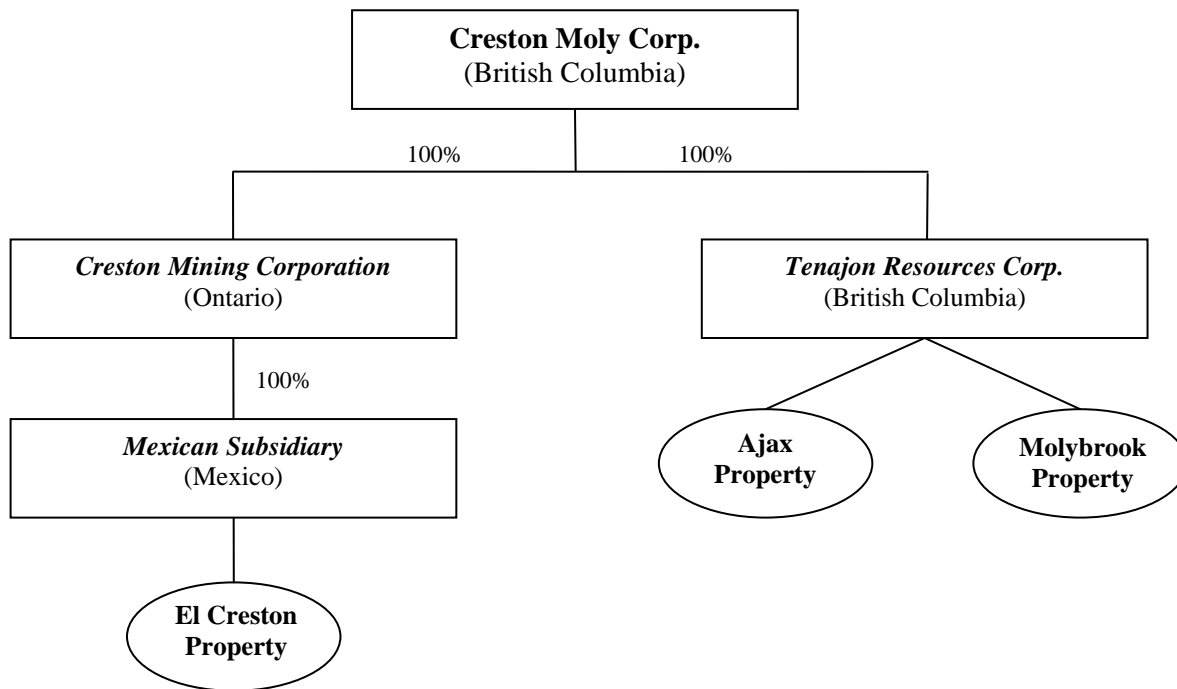 Creston Moly Corp.
(British Columbia)
100%
100%
Creston Mining Corporation
(Ontario)
Tenajon Resources Corp.
(British Columbia)
100%
Mexican Subsidiary
(Mexico)
Ajax
Property
Molybrook
Property
El Creston
Property